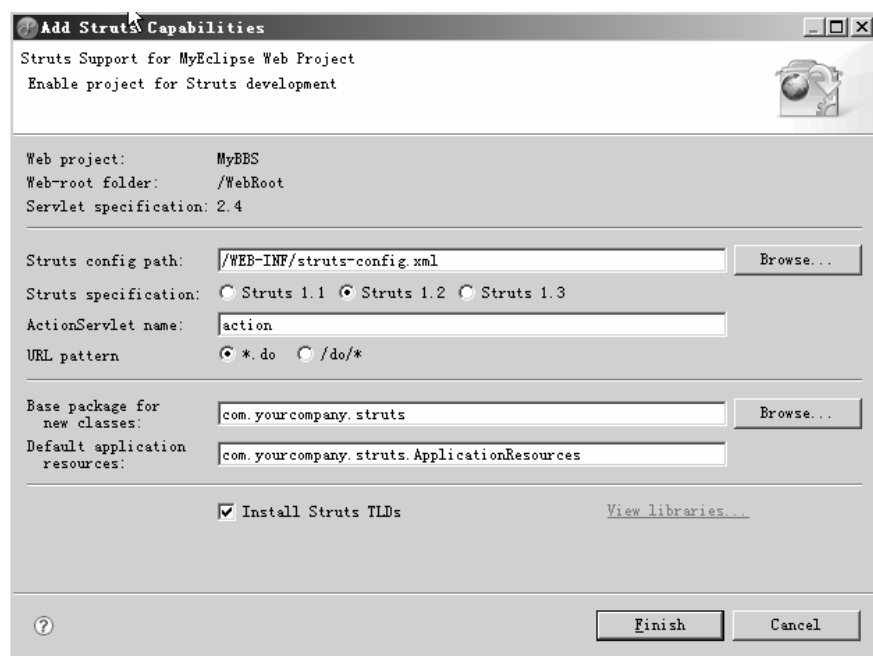 Add Struts Capabilities
Struts Support for MyEclipse Web Project
Enable project for Struts development
Web project: MyBBS
Web-root folder: /WebRoot
Servlet specification: 2.4
Struts config path: /WEB-INF/struts-config.xml Browse...
Struts specification: Struts 1.1 Struts 1.2 Struts 1.3
ActionServlet name: action
URL pattern *.do /do/*
Base package for
new classes: com.yourcompany.struts Browse...
Default application
resources: com.yourcompany.struts.ApplicationResources
Install Struts TLDs View libraries...
? Finish Cancel